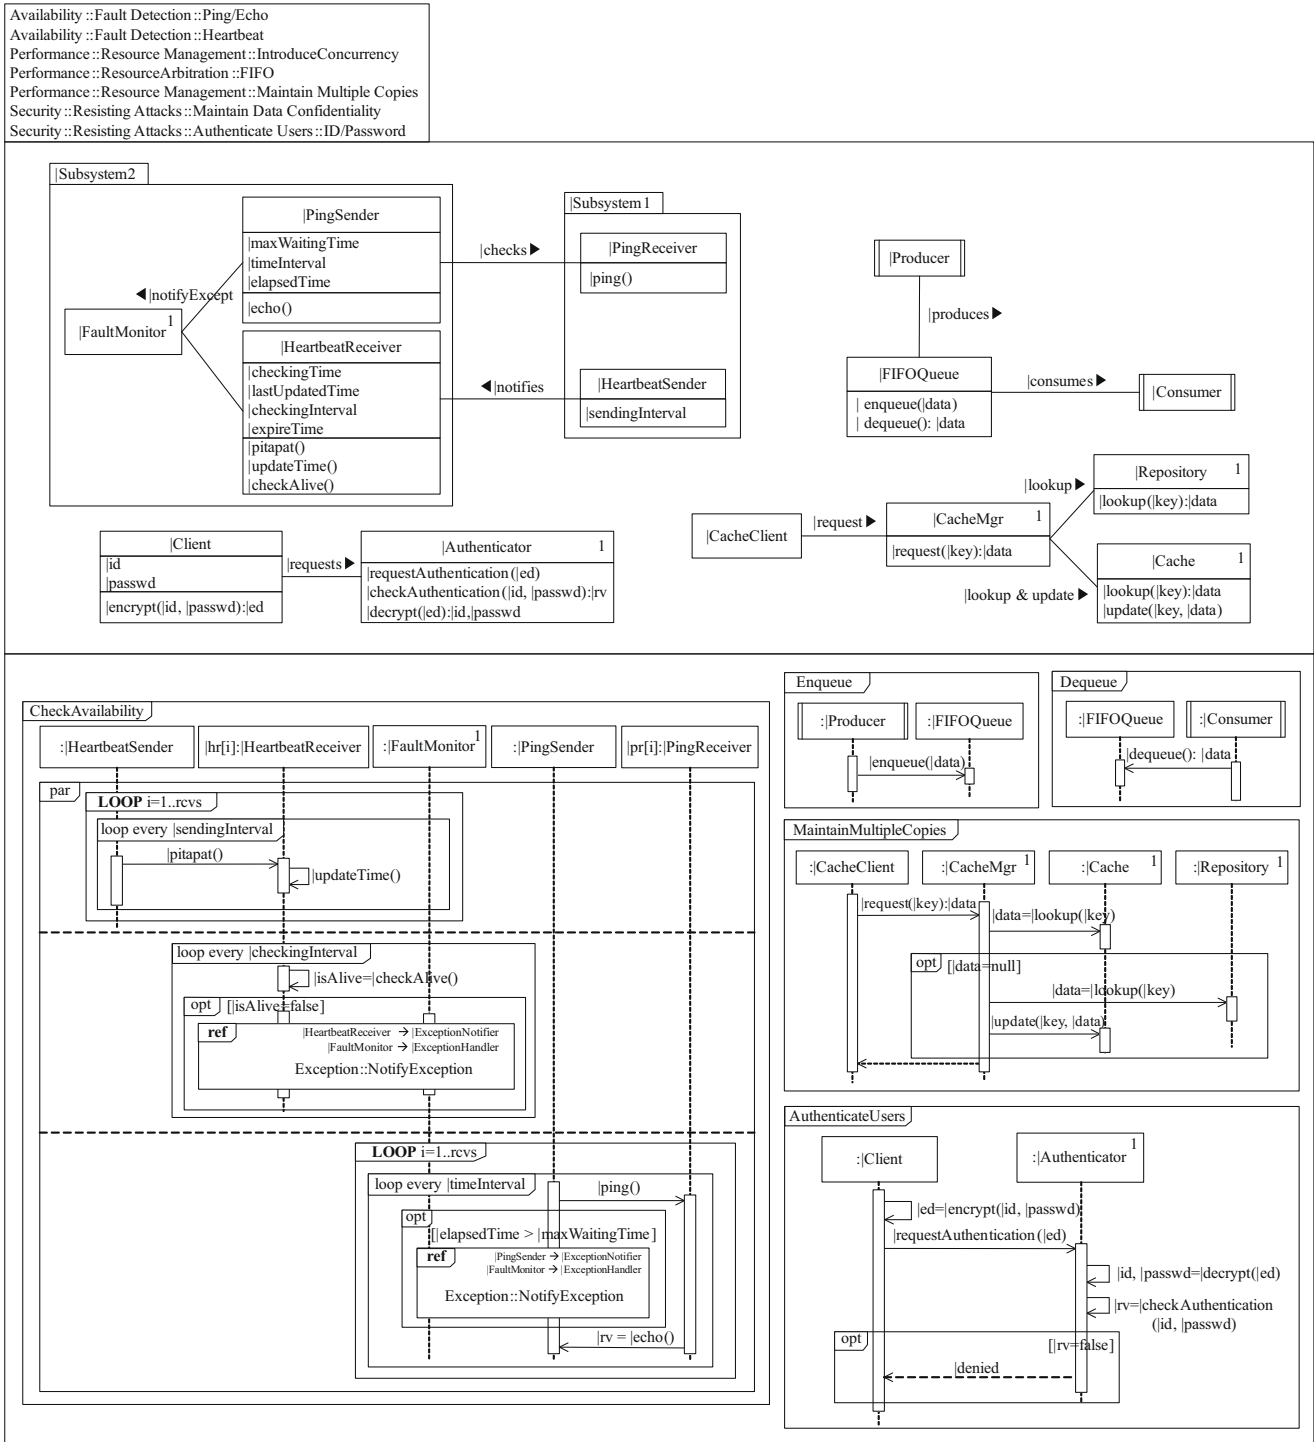 Availability::Fault Detection::Ping/Echo
Availability::Fault Detection::Heartbeat
Performance::Resource Management::IntroduceConcurrency
Performance::ResourceArbitration::FIFO
Performance::Resource Management::Maintain Multiple Copies
Security::Resisting Attacks::Maintain Data Confidentiality
Security::Resisting Attacks::Authenticate Users::ID/Password
|Subsystem2
|PingSender
|maxWaitingTime
|timeInterval
|elapsedTime
|echo()
◀|notifyExcept
|FaultMonitor 1
|HeartbeatReceiver
|checkingTime
|lastUpdatedTime
|checkingInterval
|expireTime
|pitapat()
|updateTime()
|checkAlive()
|checks▶
◀|notifies
|Subsystem1
|PingReceiver
|ping()
|HeartbeatSender
|sendingInterval
|Producer
|produces▶
|FIFOQueue
| enqueue(|data)
| dequeue(): |data
|consumes▶
|Consumer
|Client
|id
|passwd
|encrypt(|id, |passwd):|ed
|requests▶
|Authenticator 1
|requestAuthentication(|ed)
|checkAuthentication(|id, |passwd):|rv
|decrypt(|ed):|id,|passwd
|CacheClient
|request▶
|CacheMgr 1
|request(|key):|data
|lookup▶
|Repository 1
|lookup(|key):|data
|lookup & update▶
|Cache 1
|lookup(|key):|data
|update(|key, |data)
CheckAvailability
:|HeartbeatSender
|hr[i]:|HeartbeatReceiver
:|FaultMonitor 1
:|PingSender
|pr[i]:|PingReceiver
par
LOOP i=1..rcvs
loop every |sendingInterval
|pitapat()
|updateTime()
loop every |checkingInterval
|isAlive=|checkAlive()
opt [|isAlive=false]
ref
|HeartbeatReceiver → |ExceptionNotifier
|FaultMonitor → |ExceptionHandler
Exception::NotifyException
LOOP i=1..rcvs
loop every |timeInterval
|ping()
opt
[|elapsedTime > |maxWaitingTime]
ref
|PingSender → |ExceptionNotifier
|FaultMonitor → |ExceptionHandler
Exception::NotifyException
|rv = |echo()
Enqueue
:|Producer
:|FIFOQueue
|enqueue(|data)
Dequeue
:|FIFOQueue
:|Consumer
|dequeue(): |data
MaintainMultipleCopies
:|CacheClient
:|CacheMgr 1
:|Cache 1
:|Repository 1
|request(|key):|data
|data=|lookup(|key)
opt [|data=null]
|data=|lookup(|key)
|update(|key, |data)
AuthenticateUsers
:|Client
:|Authenticator 1
|ed=|encrypt(|id, |passwd)
|requestAuthentication(|ed)
|id, |passwd=|decrypt(|ed)
|rv=|checkAuthentication
(|id, |passwd)
opt
[|rv=false]
|denied